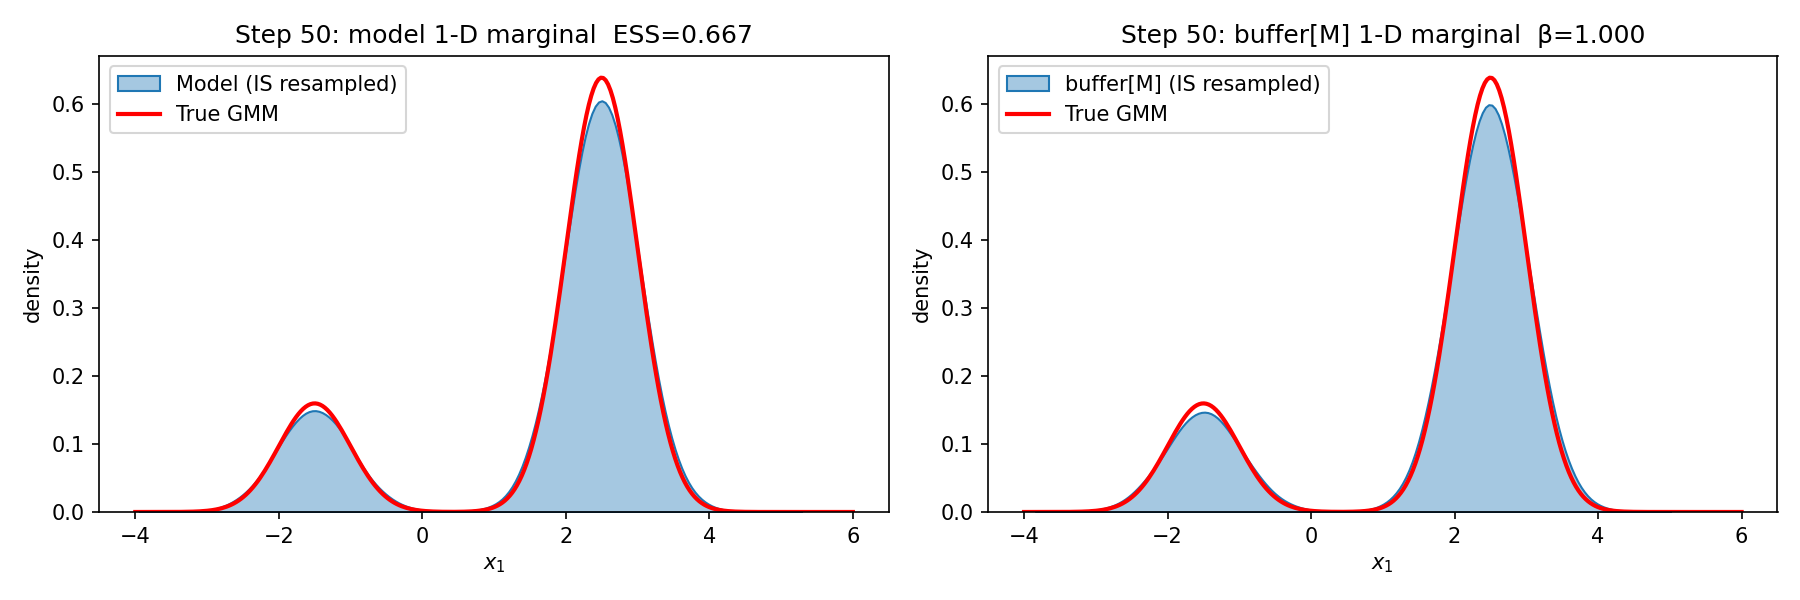 Step 50: model 1-D marginal  ESS=0.667
Model (IS resampled)
True GMM
0.6
0.5
0.4
0.3
0.2
0.1
0.0
density
−4
−2
0
2
4
6
x₁
Step 50: buffer[M] 1-D marginal  β=1.000
buffer[M] (IS resampled)
True GMM
0.6
0.5
0.4
0.3
0.2
0.1
0.0
density
−4
−2
0
2
4
6
x₁